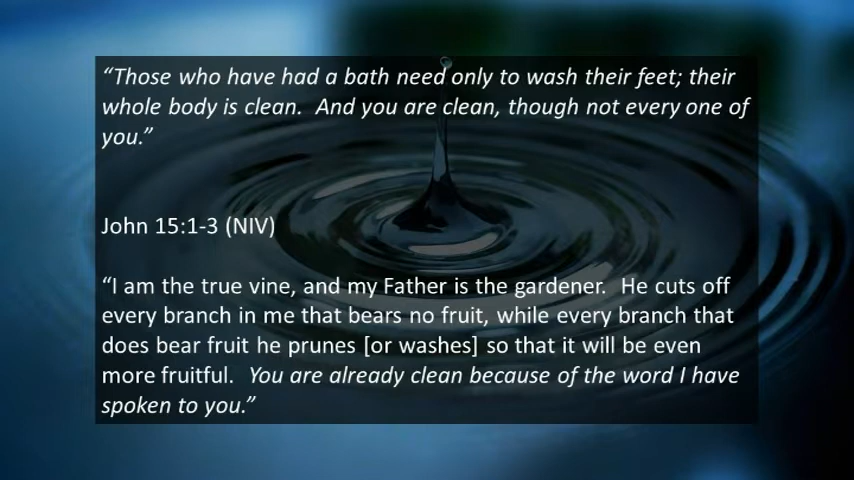 “Those who have had a bath need only to wash their feet; their
whole body is clean.  And you are clean, though not every one of
you.”
John 15:1-3 (NIV)
“I am the true vine, and my Father is the gardener.  He cuts off
every branch in me that bears no fruit, while every branch that
does bear fruit he prunes [or washes] so that it will be even
more fruitful.  You are already clean because of the word I have
spoken to you.”